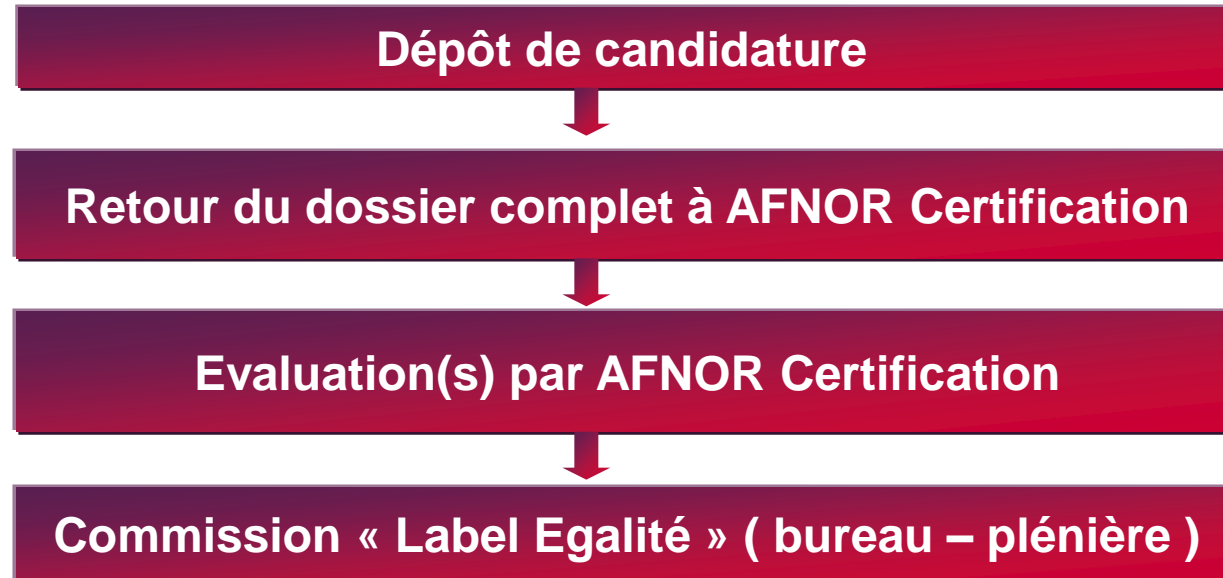 Dépôt de candidature
Retour du dossier complet à AFNOR Certification
Evaluation(s) par AFNOR Certification
Commission « Label Egalité » ( bureau – plénière )